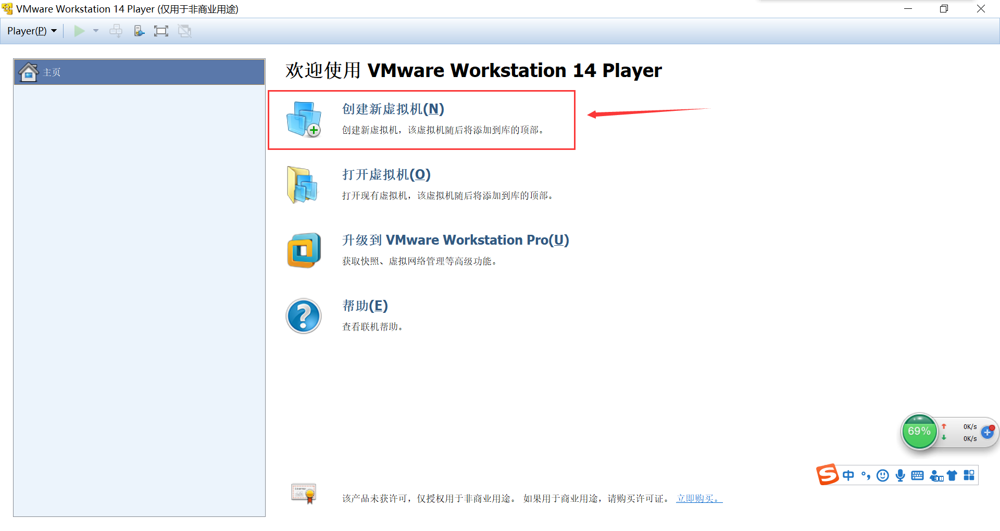 VMware Workstation 14 Player (仅用于非商业用途)
Player(P)
主页
欢迎使用 VMware Workstation 14 Player
创建新虚拟机(N)
创建新虚拟机，该虚拟机随后将添加到库的顶部。
打开虚拟机(O)
打开现有虚拟机，该虚拟机随后将添加到库的顶部。
升级到 VMware Workstation Pro(U)
获取快照、虚拟网络管理等高级功能。
帮助(E)
查看联机帮助。
69%
0K/s
0K/s
S 中 °,
该产品未获许可，仅授权用于非商业用途。 如果用于商业用途，请购买许可证。 立即购买。